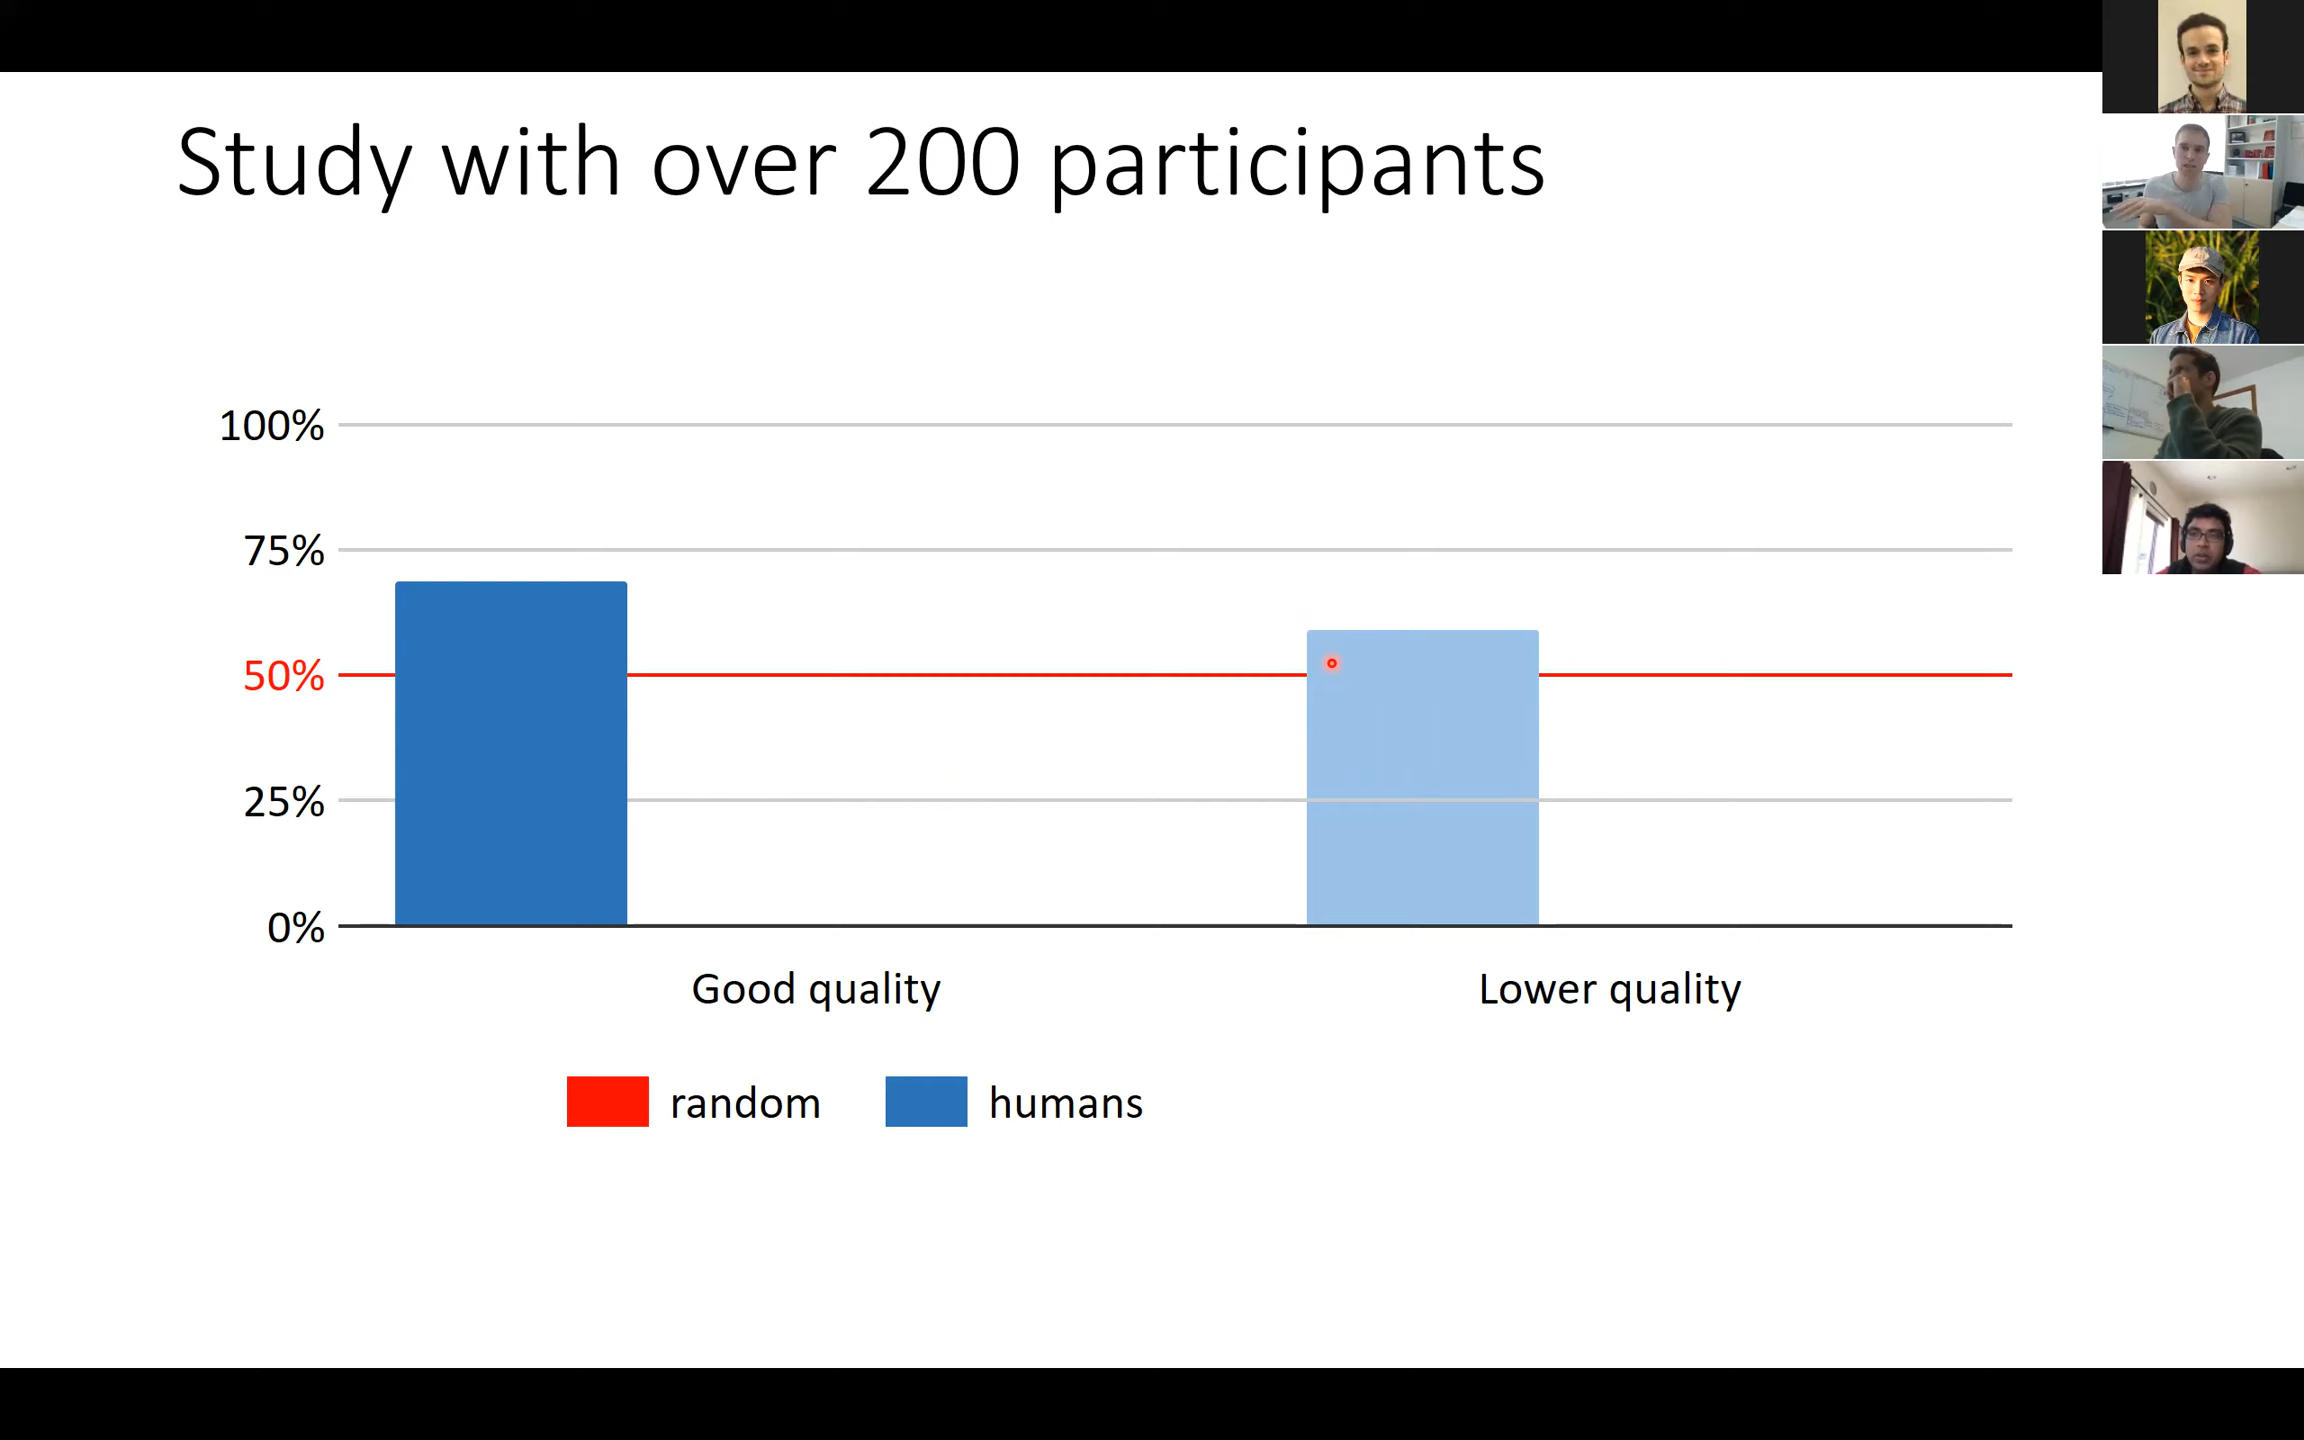 Study with over 200 participants
100%
75%
50%
25%
0%
Good quality
Lower quality
random
humans